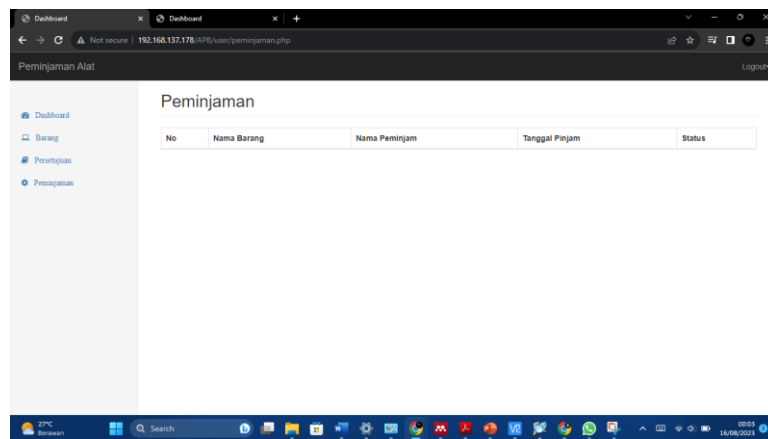 Dashboard
Dashboard
Not secure | 192.168.137.178/APB/user/peminjaman.php
Peminjaman Alat
Logout
Peminjaman
Dashboard
Barang
Persetujuan
Peminjaman
No Nama Barang Nama Peminjam Tanggal Pinjam Status
27°C
Berawan
Search
00:03
16/08/2023